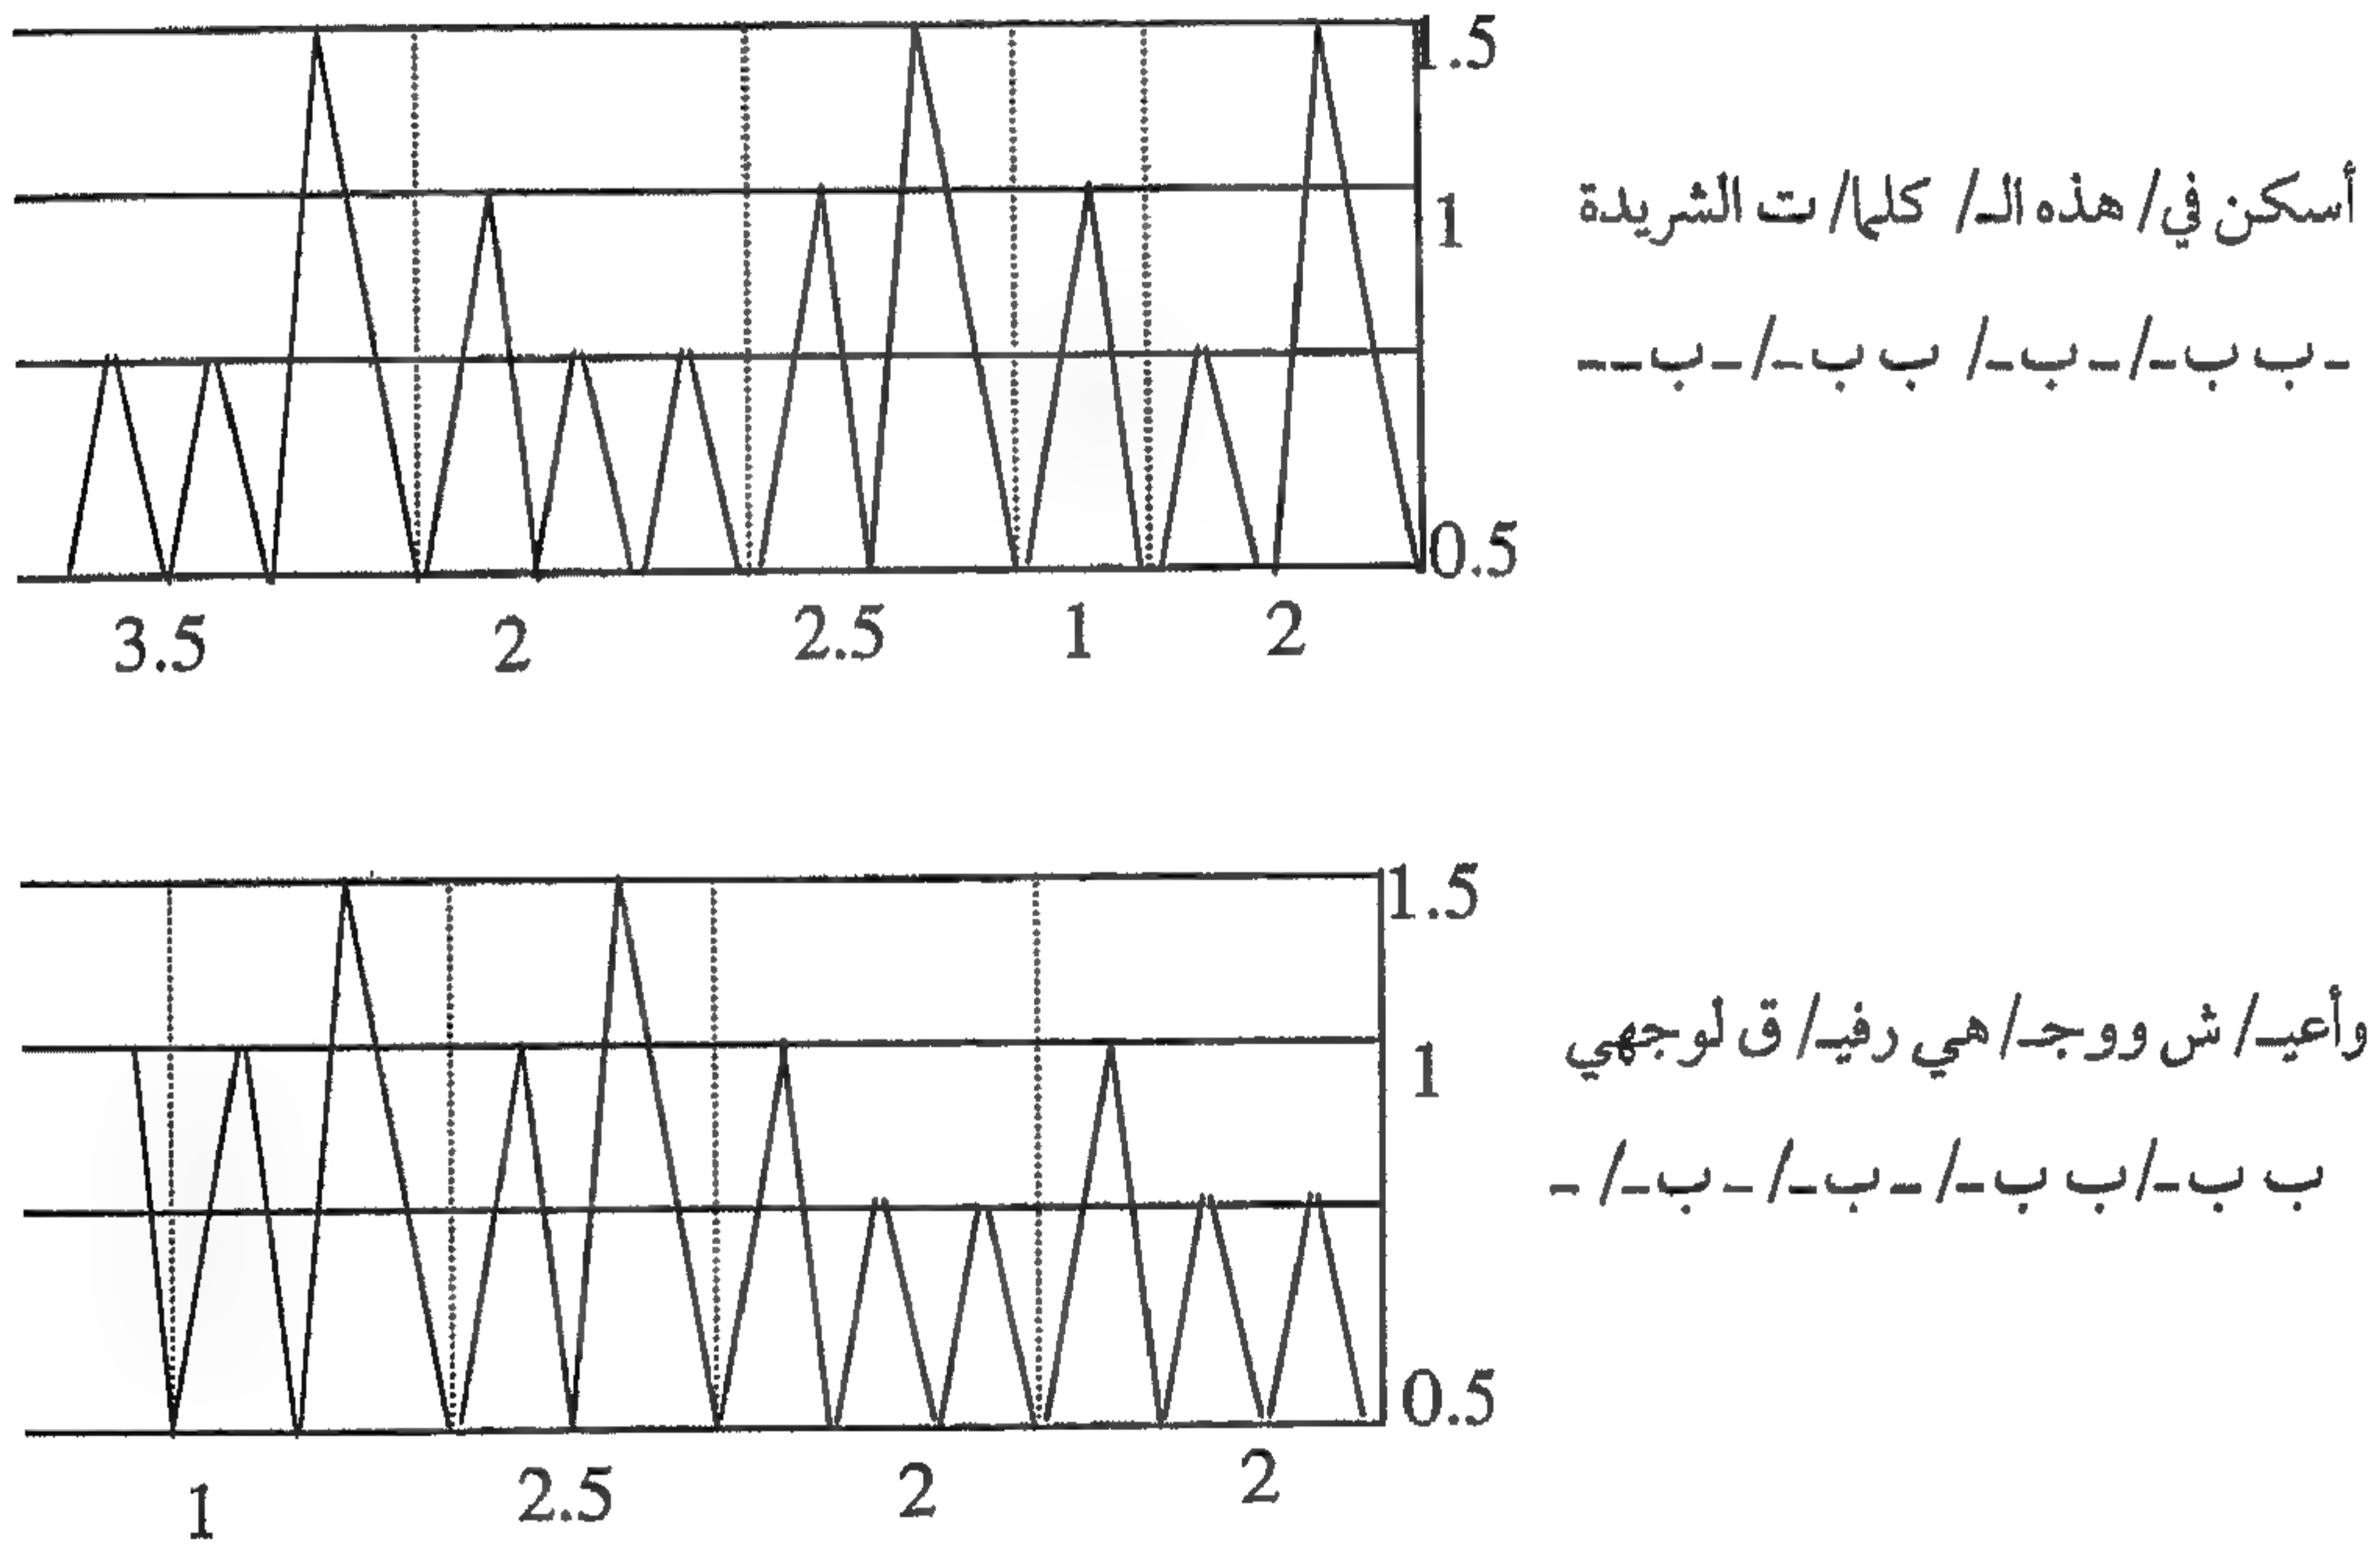 1.5
أسكن في/ هذه الـ/ كلما/ ت الشريدة
1
- ب ب -/ - ب -/ ب ب -/ - ب - -
0.5
3.5 2 2.5 1 2
1.5
وأعيـ/ ش ووجـ/ هي رفيـ/ ق لوجهي
1
ب ب -/ ب ب -/ - ب -/ - ب -/ -
0.5
1 2.5 2 2